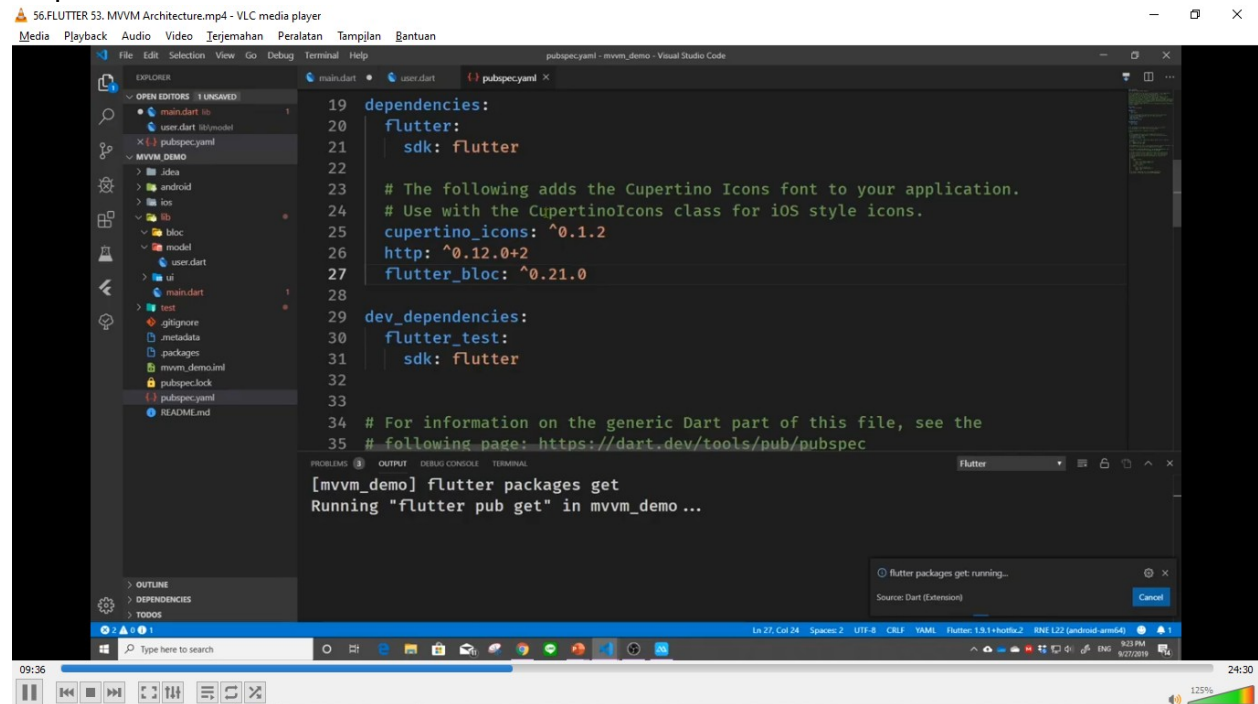 56.FLUTTER 53. MVVM Architecture.mp4 - VLC media player
Media Playback Audio Video Terjemahan Peralatan Tampilan Bantuan
File Edit Selection View Go Debug Terminal Help
pubspec.yaml - mvvm_demo - Visual Studio Code
EXPLORER
main.dart
user.dart
pubspec.yaml
OPEN EDITORS 1 UNSAVED
main.dart lib 1
user.dart lib\model
pubspec.yaml
MVVM_DEMO
.idea
android
ios
lib
bloc
model
user.dart
ui
main.dart 1
test
.gitignore
.metadata
.packages
mvvm_demo.iml
pubspec.lock
pubspec.yaml
README.md
OUTLINE
DEPENDENCIES
TODOS
19 dependencies:
20 flutter:
21 sdk: flutter
22
23 # The following adds the Cupertino Icons font to your application.
24 # Use with the CupertinoIcons class for iOS style icons.
25 cupertino_icons: ^0.1.2
26 http: ^0.12.0+2
27 flutter_bloc: ^0.21.0
28
29 dev_dependencies:
30 flutter_test:
31 sdk: flutter
32
33
34 # For information on the generic Dart part of this file, see the
35 # following page: https://dart.dev/tools/pub/pubspec
PROBLEMS 3 OUTPUT DEBUG CONSOLE TERMINAL
Flutter
[mvvm_demo] flutter packages get
Running "flutter pub get" in mvvm_demo...
flutter packages get: running...
Source: Dart (Extension)
Cancel
2 0 1
Ln 27, Col 24 Spaces: 2 UTF-8 CRLF YAML Flutter: 1.9.1+hotfix.2 RNE L22 (android-arm64) 1
Type here to search
ENG
9:23 PM
9/27/2019
09:36
24:30
125%